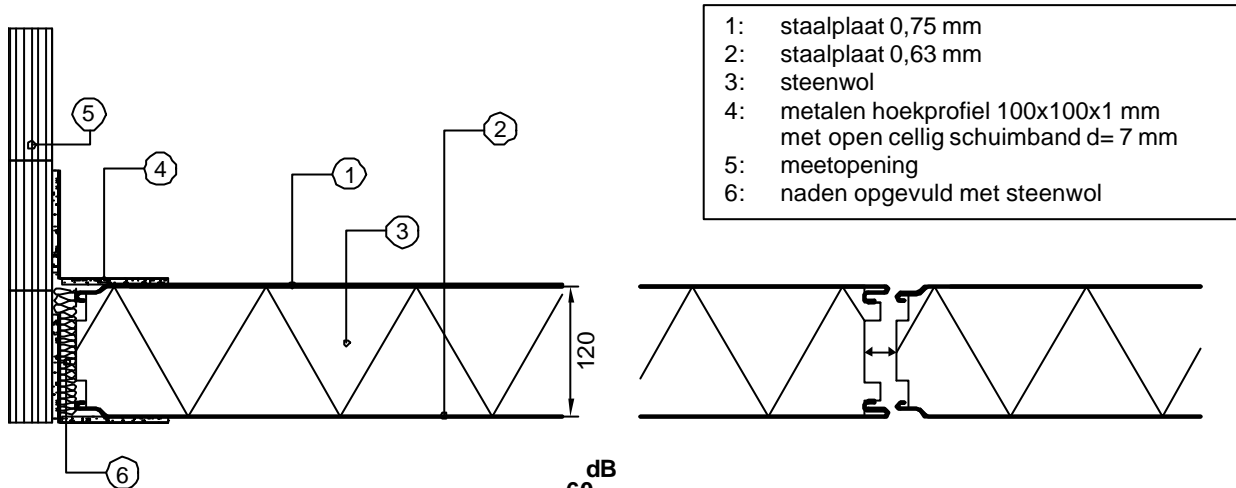 1: staalplaat 0,75 mm
2: staalplaat 0,63 mm
3: steenwol
4: metalen hoekprofiel 100x100x1 mm
met open cellig schuimband d= 7 mm
5: meetopening
6: naden opgevuld met steenwol
5
4
1
2
3
6
120
dB
60